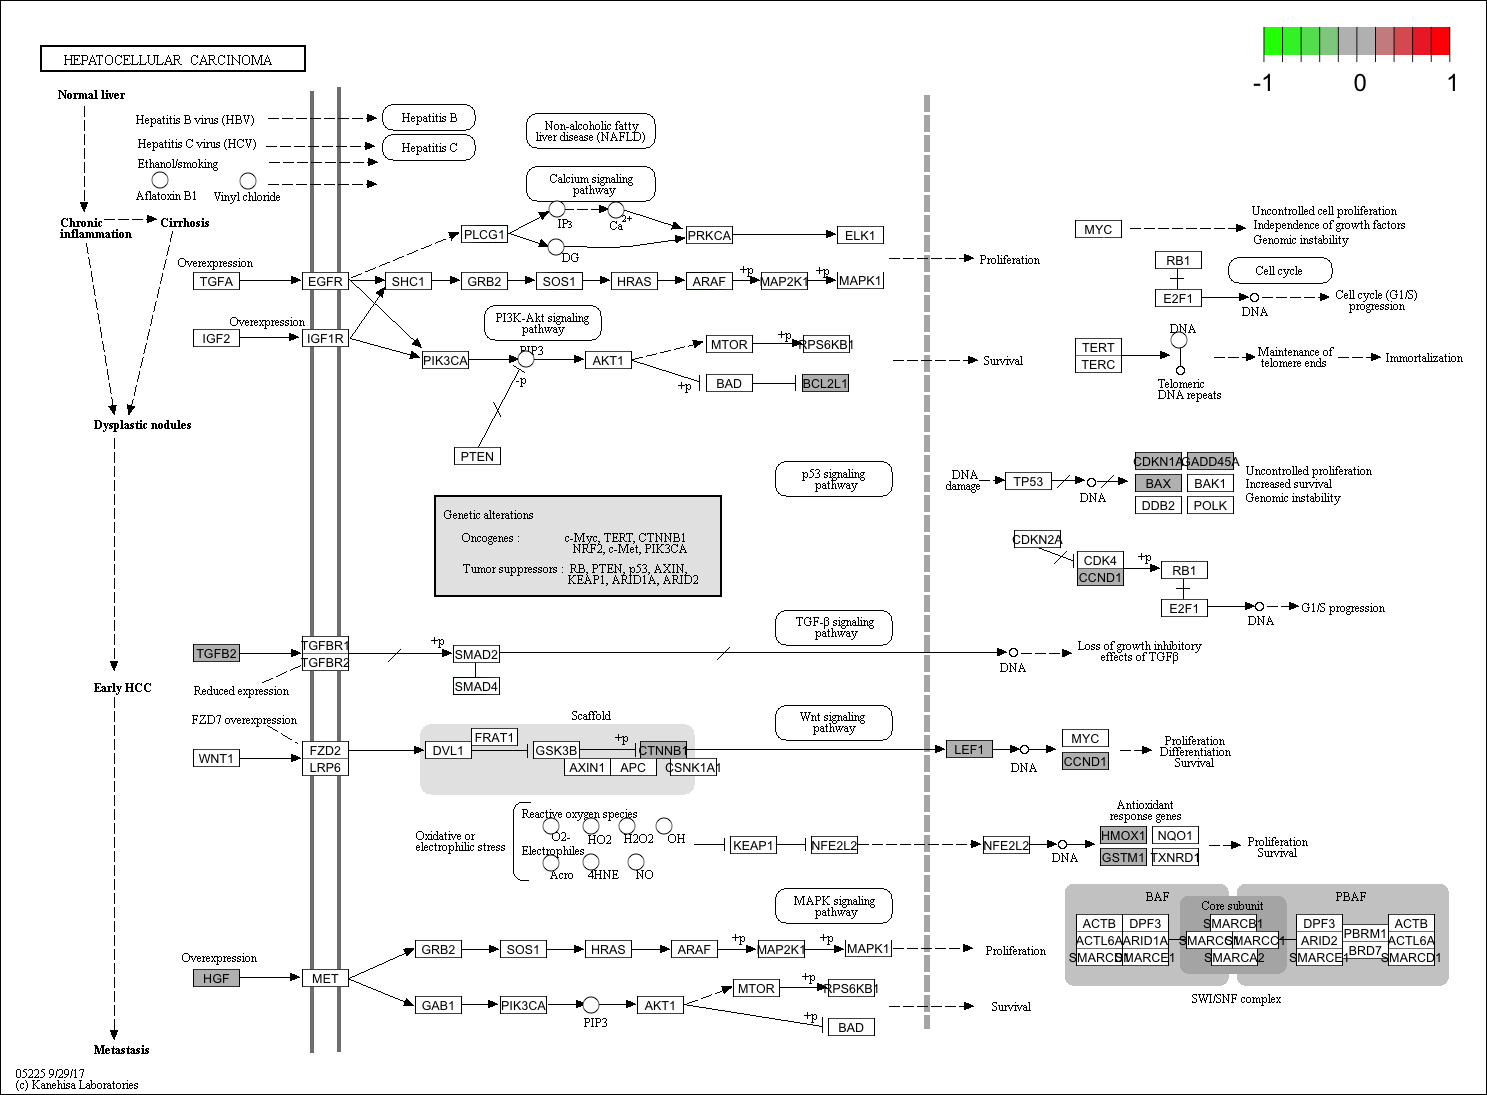 HEPATOCELLULAR CARCINOMA
-1 0 1
Normal liver
Hepatitis B virus (HBV)
Hepatitis B
Hepatitis C virus (HCV)
Hepatitis C
Ethanol/smoking
Aflatoxin B1
Vinyl chloride
Non-alcoholic fatty
liver disease (NAFLD)
Calcium signaling
pathway
Chronic
inflammation
Cirrhosis
IP3
Ca2+
PLCG1
DG
PRKCA
ELK1
Overexpression
TGFA
EGFR
SHC1
GRB2
SOS1
HRAS
ARAF
+p
MAP2K1
+p
MAPK1
Proliferation
MYC
Uncontrolled cell proliferation
Independence of growth factors
Genomic instability
RB1
Cell cycle
E2F1
DNA
Cell cycle (G1/S)
progression
Overexpression
IGF2
IGF1R
PI3K-Akt signaling
pathway
PIK3CA
PIP3
-p
AKT1
MTOR
+p
RPS6KB1
+p
BAD
BCL2L1
Survival
TERT
TERC
DNA
Telomeric
DNA repeats
Maintenance of
telomere ends
Immortalization
Dysplastic nodules
PTEN
p53 signaling
pathway
DNA
damage
TP53
DNA
CDKN1A
GADD45A
BAX
BAK1
DDB2
POLK
Uncontrolled proliferation
Increased survival
Genomic instability
Genetic alterations
Oncogenes : c-Myc, TERT, CTNNB1
NRF2, c-Met, PIK3CA
Tumor suppressors : RB, PTEN, p53, AXIN,
KEAP1, ARID1A, ARID2
CDKN2A
CDK4
CCND1
+p
RB1
E2F1
DNA
G1/S progression
TGF-β signaling
pathway
TGFB2
TGFBR1
TGFBR2
+p
SMAD2
SMAD4
DNA
Loss of growth inhibitory
effects of TGFβ
Reduced expression
Early HCC
FZD7 overexpression
Scaffold
Wnt signaling
pathway
WNT1
FZD2
LRP6
DVL1
FRAT1
GSK3B
+p
CTNNB1
AXIN1
APC
CSNK1A1
LEF1
DNA
MYC
CCND1
Proliferation
Differentiation
Survival
Oxidative or
electrophilic stress
Reactive oxygen species
O2-
HO2
H2O2
OH
Electrophiles
Acro
4HNE
NO
KEAP1
NFE2L2
NFE2L2
DNA
Antioxidant
response genes
HMOX1
NQO1
GSTM1
TXNRD1
Proliferation
Survival
MAPK signaling
pathway
GRB2
SOS1
HRAS
ARAF
+p
MAP2K1
+p
MAPK1
Proliferation
Overexpression
HGF
MET
GAB1
PIK3CA
PIP3
AKT1
MTOR
+p
RPS6KB1
+p
BAD
Survival
BAF
PBAF
Core subunit
ACTB
DPF3
SMARCB1
DPF3
ACTB
ACTL6A
ARID1A
SMARCC1
ARID2
PBRM1
ACTL6A
SMARCD1
SMARCE1
SMARCA2
SMARCE1
BRD7
SMARCD1
SWI/SNF complex
Metastasis
05225 9/29/17
(c) Kanehisa Laboratories